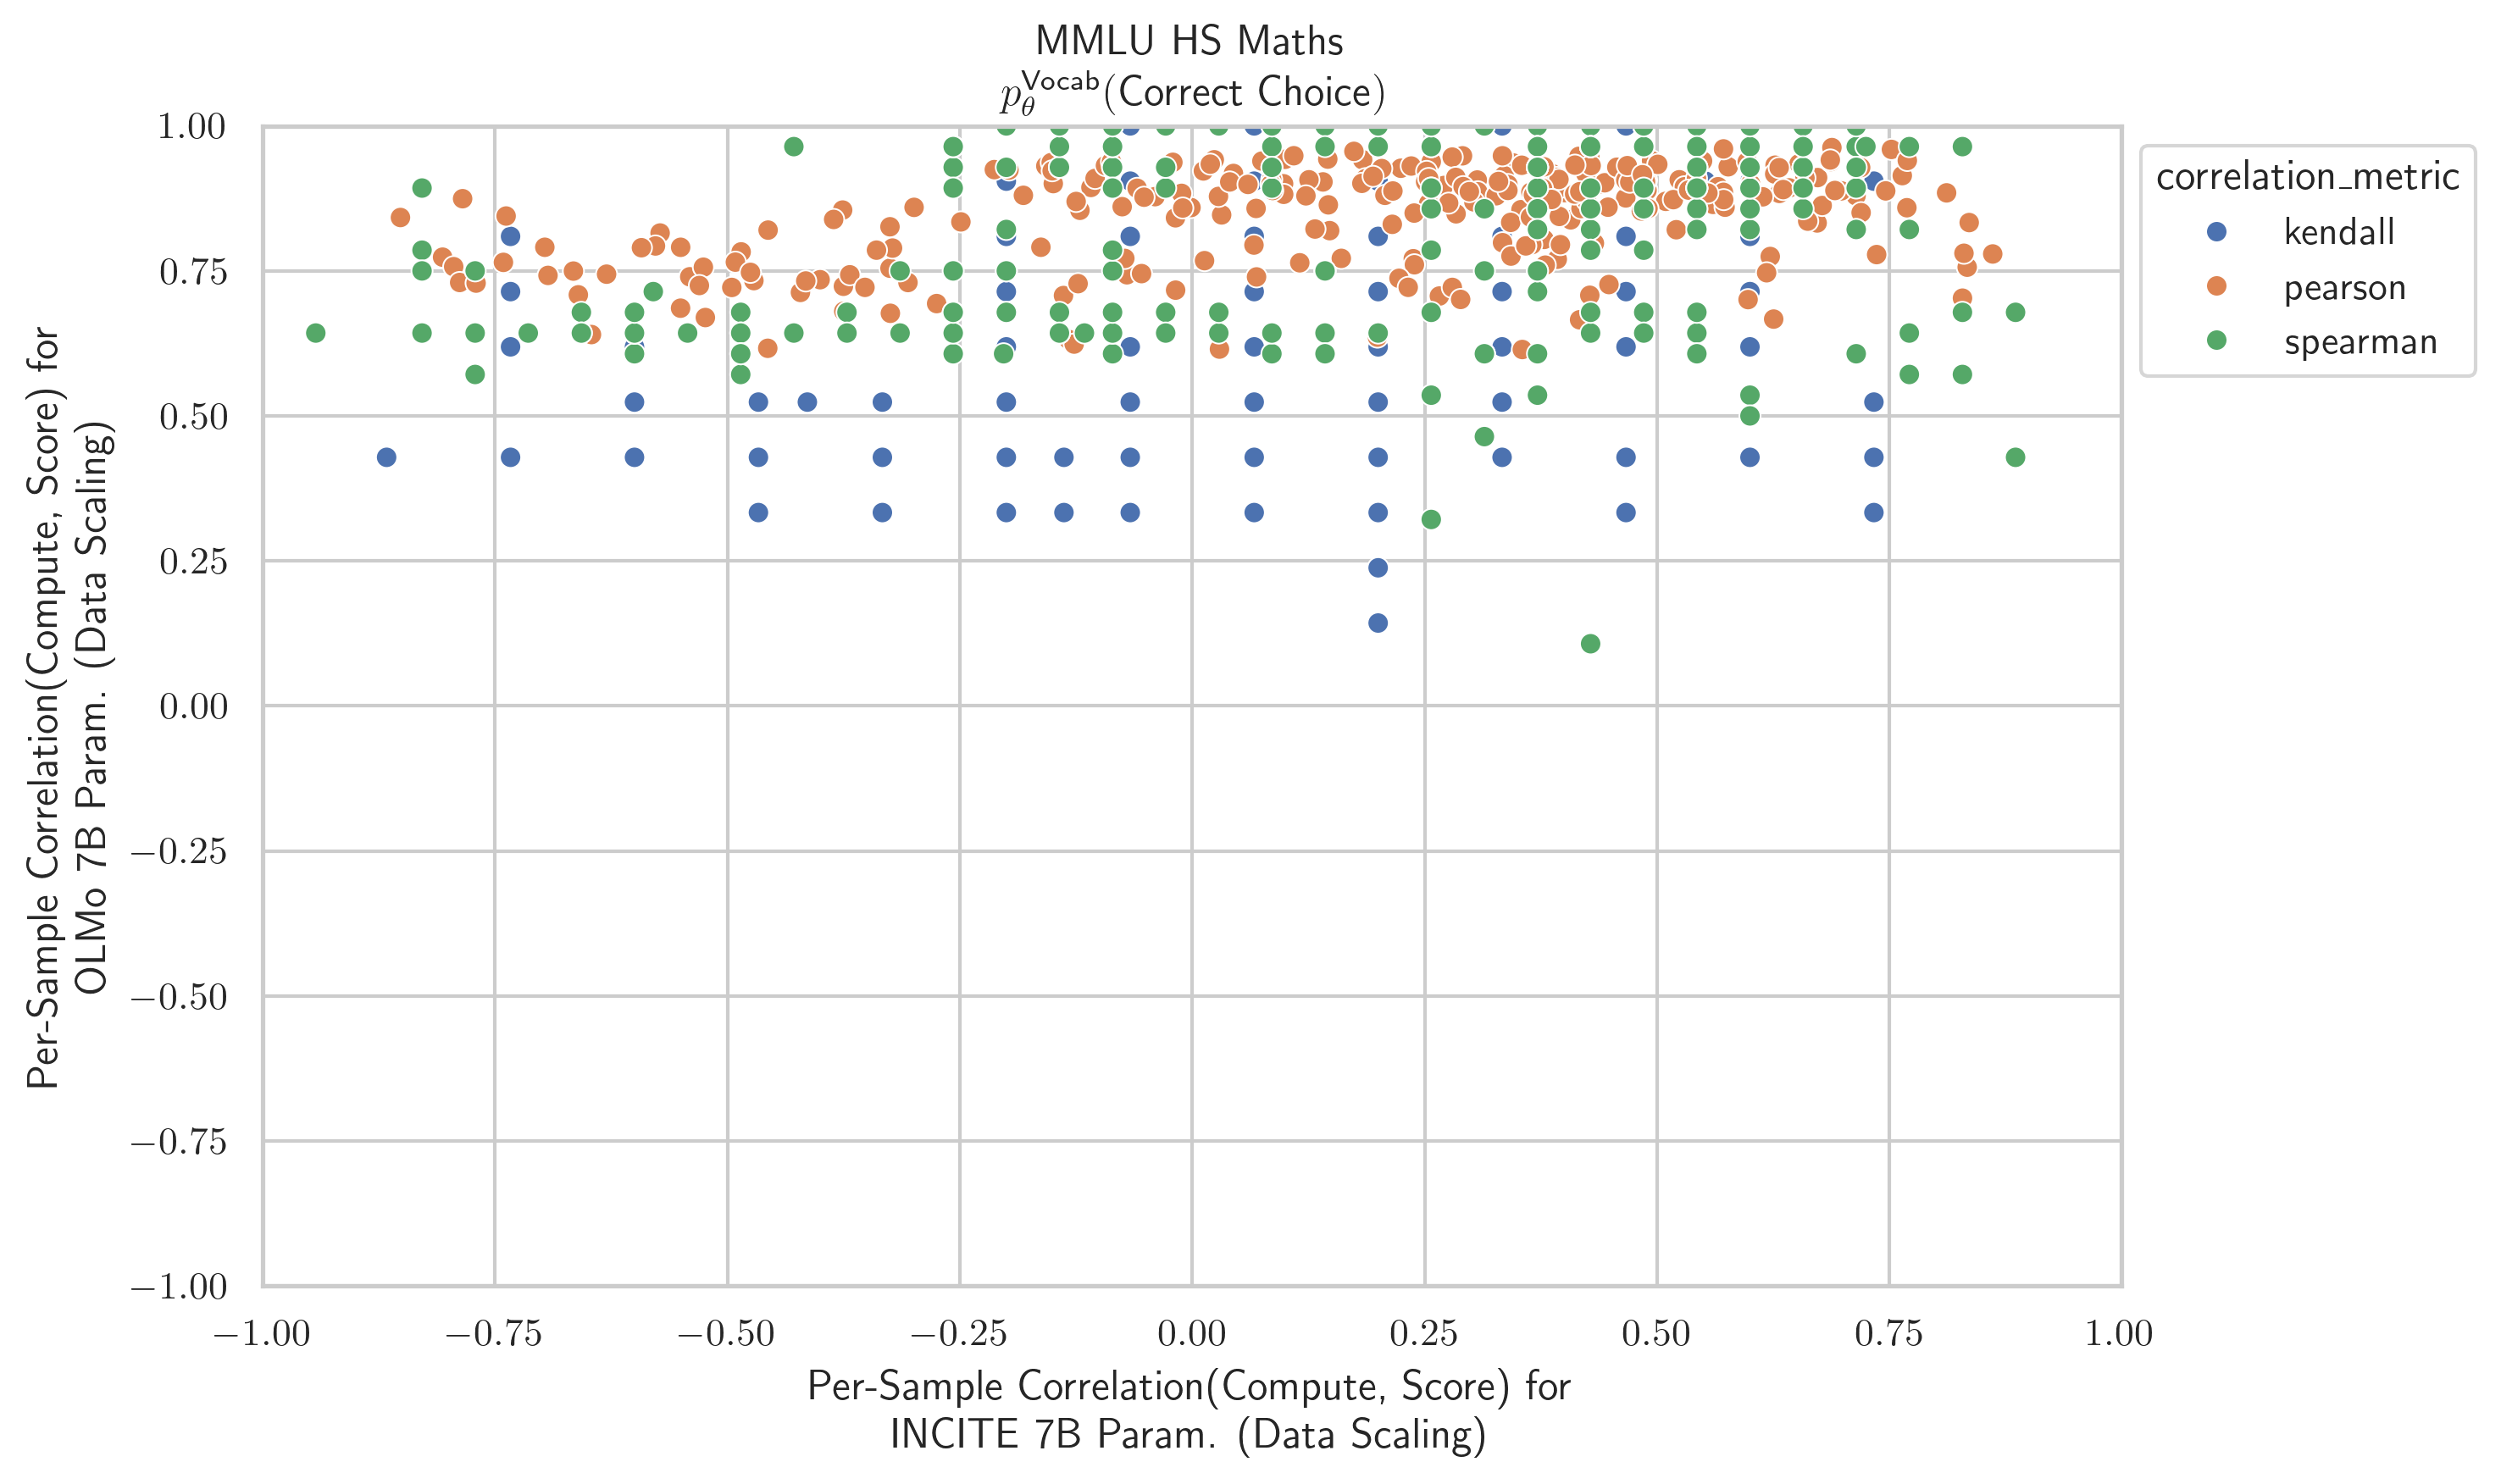 MMLU HS Maths
p_θ^Vocab(Correct Choice)
Per-Sample Correlation(Compute, Score) for
OLMo 7B Param. (Data Scaling)
1.00
0.75
0.50
0.25
0.00
−0.25
−0.50
−0.75
−1.00
−1.00
−0.75
−0.50
−0.25
0.00
0.25
0.50
0.75
1.00
Per-Sample Correlation(Compute, Score) for
INCITE 7B Param. (Data Scaling)
correlation_metric
kendall
pearson
spearman